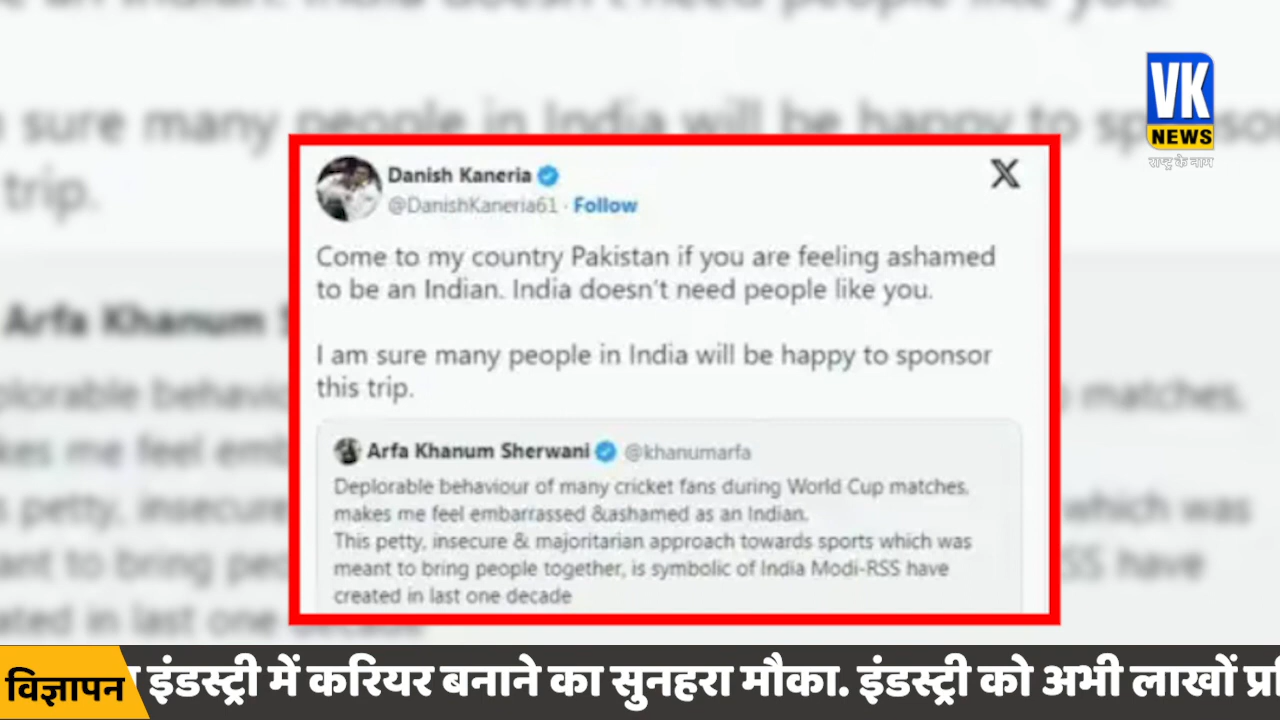 VK
NEWS
राष्ट्र के नाम
Danish Kaneria
@DanishKaneria61 · Follow
Come to my country Pakistan if you are feeling ashamed
to be an Indian. India doesn't need people like you.
I am sure many people in India will be happy to sponsor
this trip.
Arfa Khanum Sherwani @khanumarfa
Deplorable behaviour of many cricket fans during World Cup matches,
makes me feel embarrassed &ashamed as an Indian.
This petty, insecure & majoritarian approach towards sports which was
meant to bring people together, is symbolic of India Modi-RSS have
created in last one decade
विज्ञापन
इंडस्ट्री में करियर बनाने का सुनहरा मौका. इंडस्ट्री को अभी लाखों